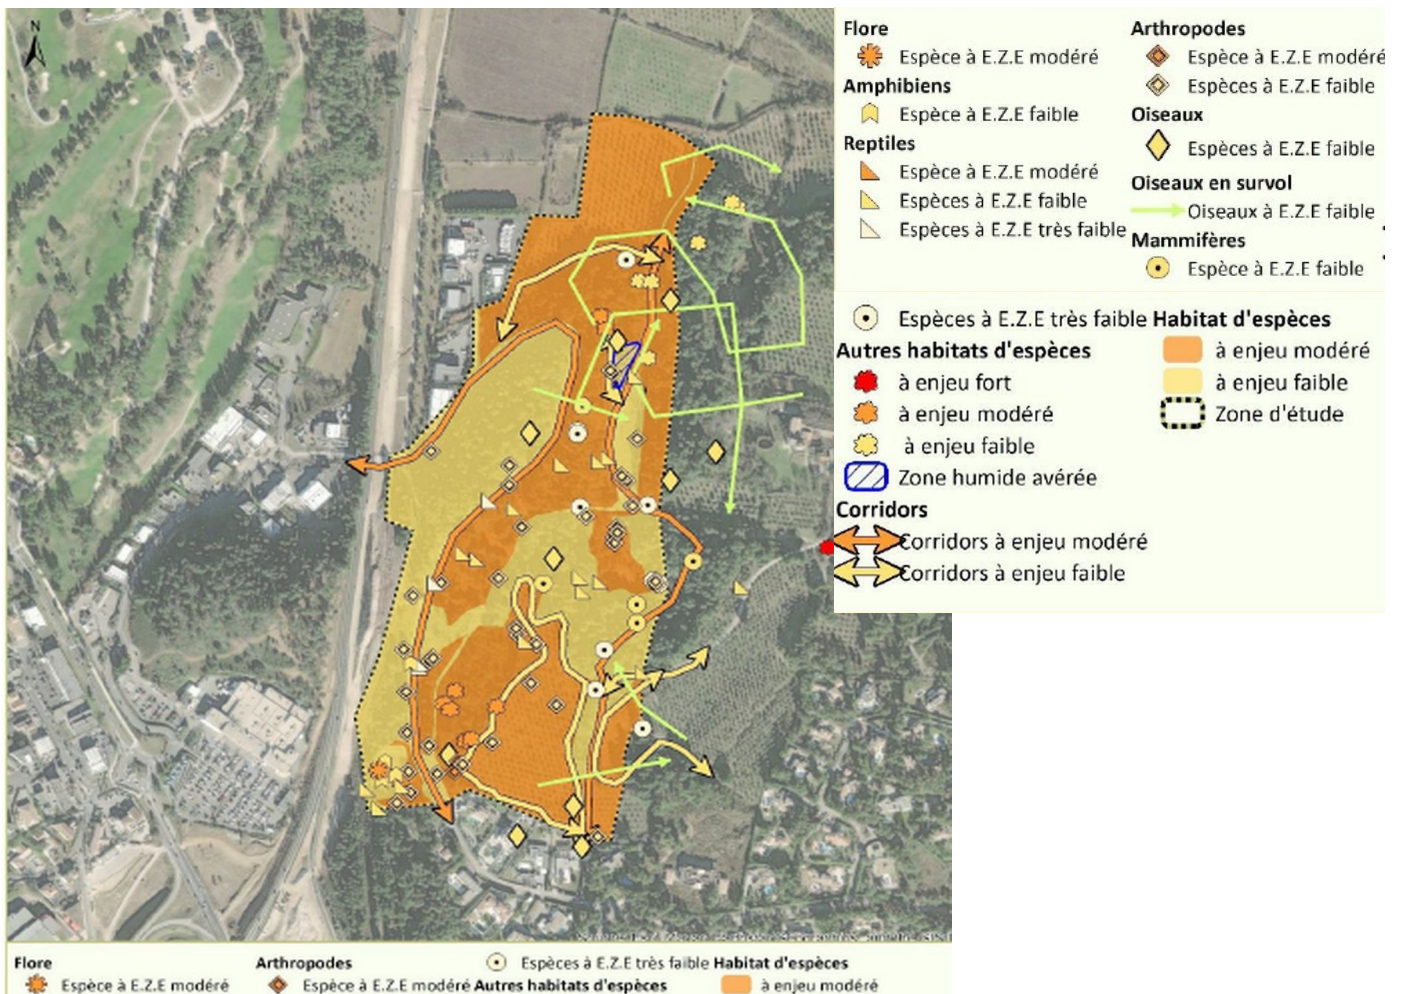 N
Flore
Espèce à E.Z.E modéré
Amphibiens
Espèce à E.Z.E faible
Reptiles
Espèce à E.Z.E modéré
Espèces à E.Z.E faible
Espèces à E.Z.E très faible
Arthropodes
Espèce à E.Z.E modéré
Espèces à E.Z.E faible
Oiseaux
Espèces à E.Z.E faible
Oiseaux en survol
Oiseaux à E.Z.E faible
Mammifères
Espèce à E.Z.E faible
Espèces à E.Z.E très faible
Autres habitats d'espèces
à enjeu fort
à enjeu modéré
à enjeu faible
Zone humide avérée
Corridors
Corridors à enjeu modéré
Corridors à enjeu faible
Habitat d'espèces
à enjeu modéré
à enjeu faible
Zone d'étude
Flore
Espèce à E.Z.E modéré
Arthropodes
Espèce à E.Z.E modéré
Espèces à E.Z.E très faible
Autres habitats d'espèces
Habitat d'espèces
à enjeu modéré